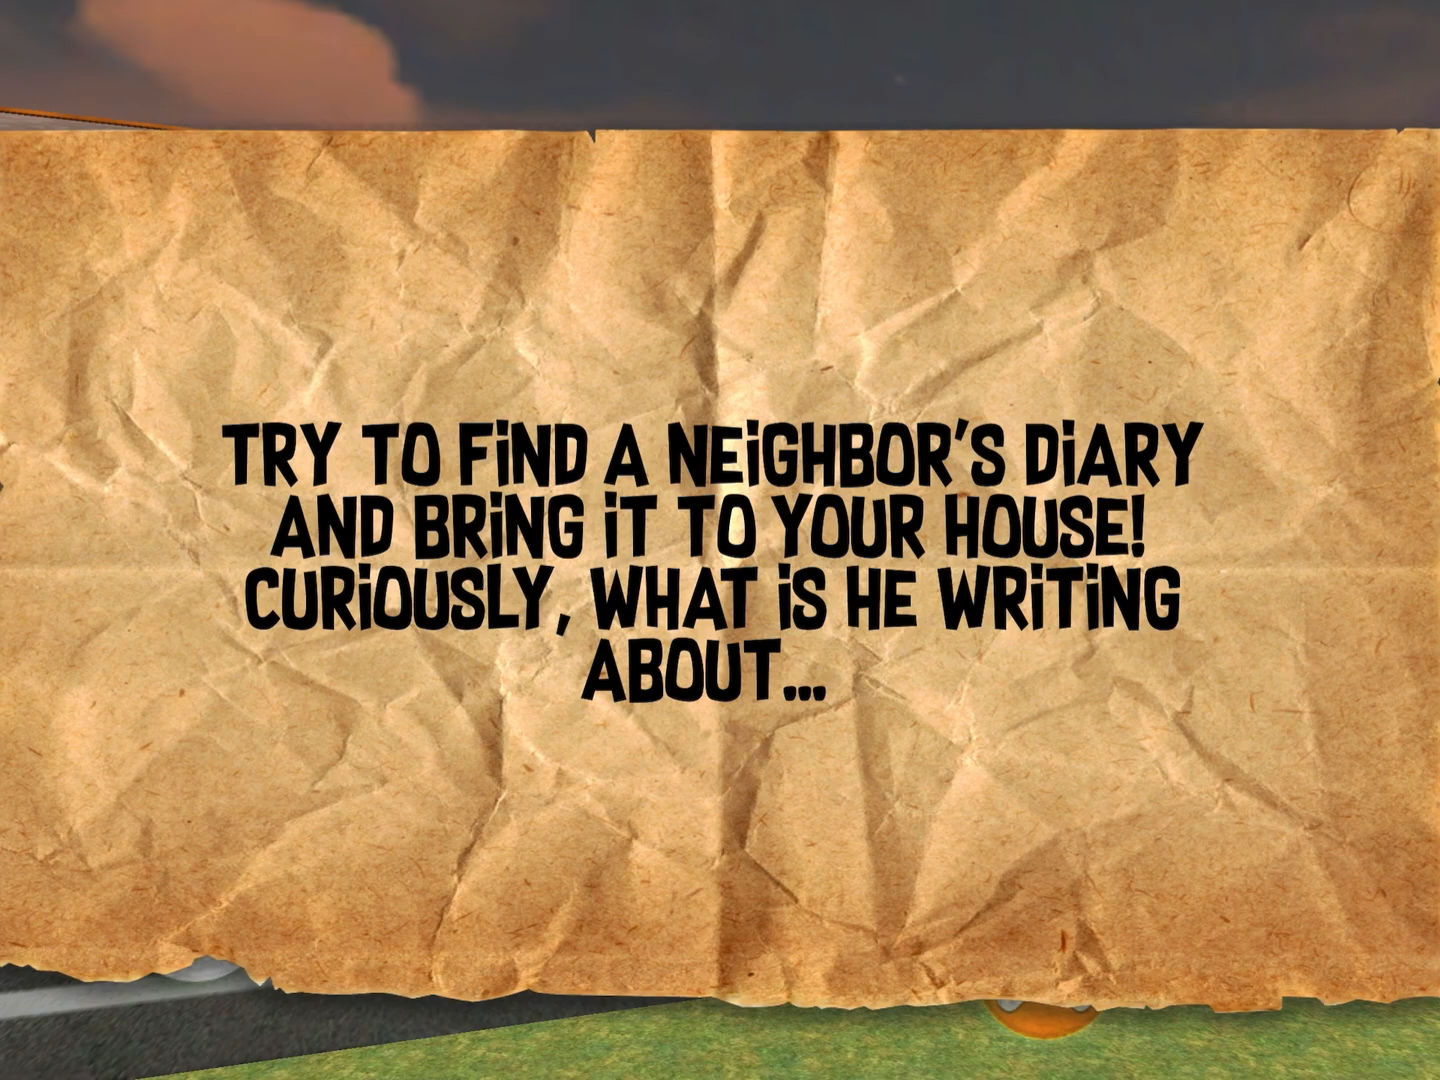 TRY TO FIND A NEIGHBOR'S DIARY
AND BRING IT TO YOUR HOUSE!
CURIOUSLY, WHAT IS HE WRITING
ABOUT...